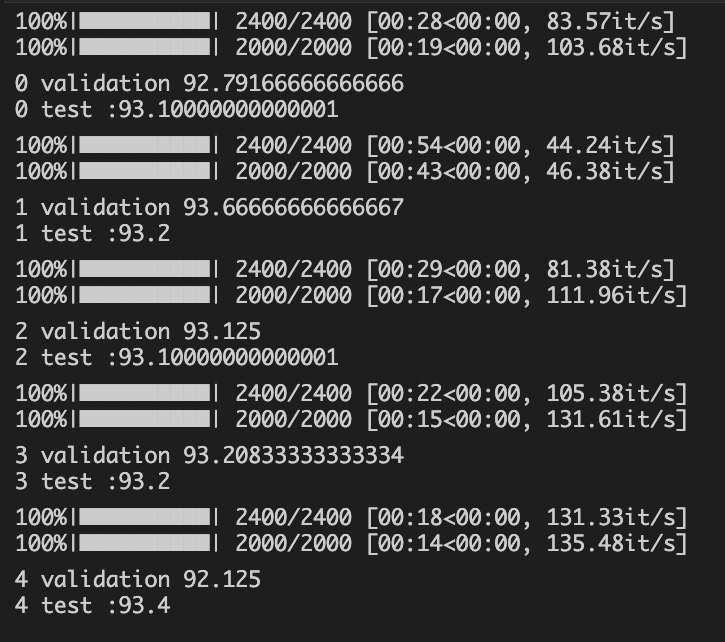 100%|██████████| 2400/2400 [00:28<00:00, 83.57it/s]
100%|██████████| 2000/2000 [00:19<00:00, 103.68it/s]
0 validation 92.79166666666666
0 test :93.10000000000001
100%|██████████| 2400/2400 [00:54<00:00, 44.24it/s]
100%|██████████| 2000/2000 [00:43<00:00, 46.38it/s]
1 validation 93.66666666666667
1 test :93.2
100%|██████████| 2400/2400 [00:29<00:00, 81.38it/s]
100%|██████████| 2000/2000 [00:17<00:00, 111.96it/s]
2 validation 93.125
2 test :93.10000000000001
100%|██████████| 2400/2400 [00:22<00:00, 105.38it/s]
100%|██████████| 2000/2000 [00:15<00:00, 131.61it/s]
3 validation 93.20833333333334
3 test :93.2
100%|██████████| 2400/2400 [00:18<00:00, 131.33it/s]
100%|██████████| 2000/2000 [00:14<00:00, 135.48it/s]
4 validation 92.125
4 test :93.4